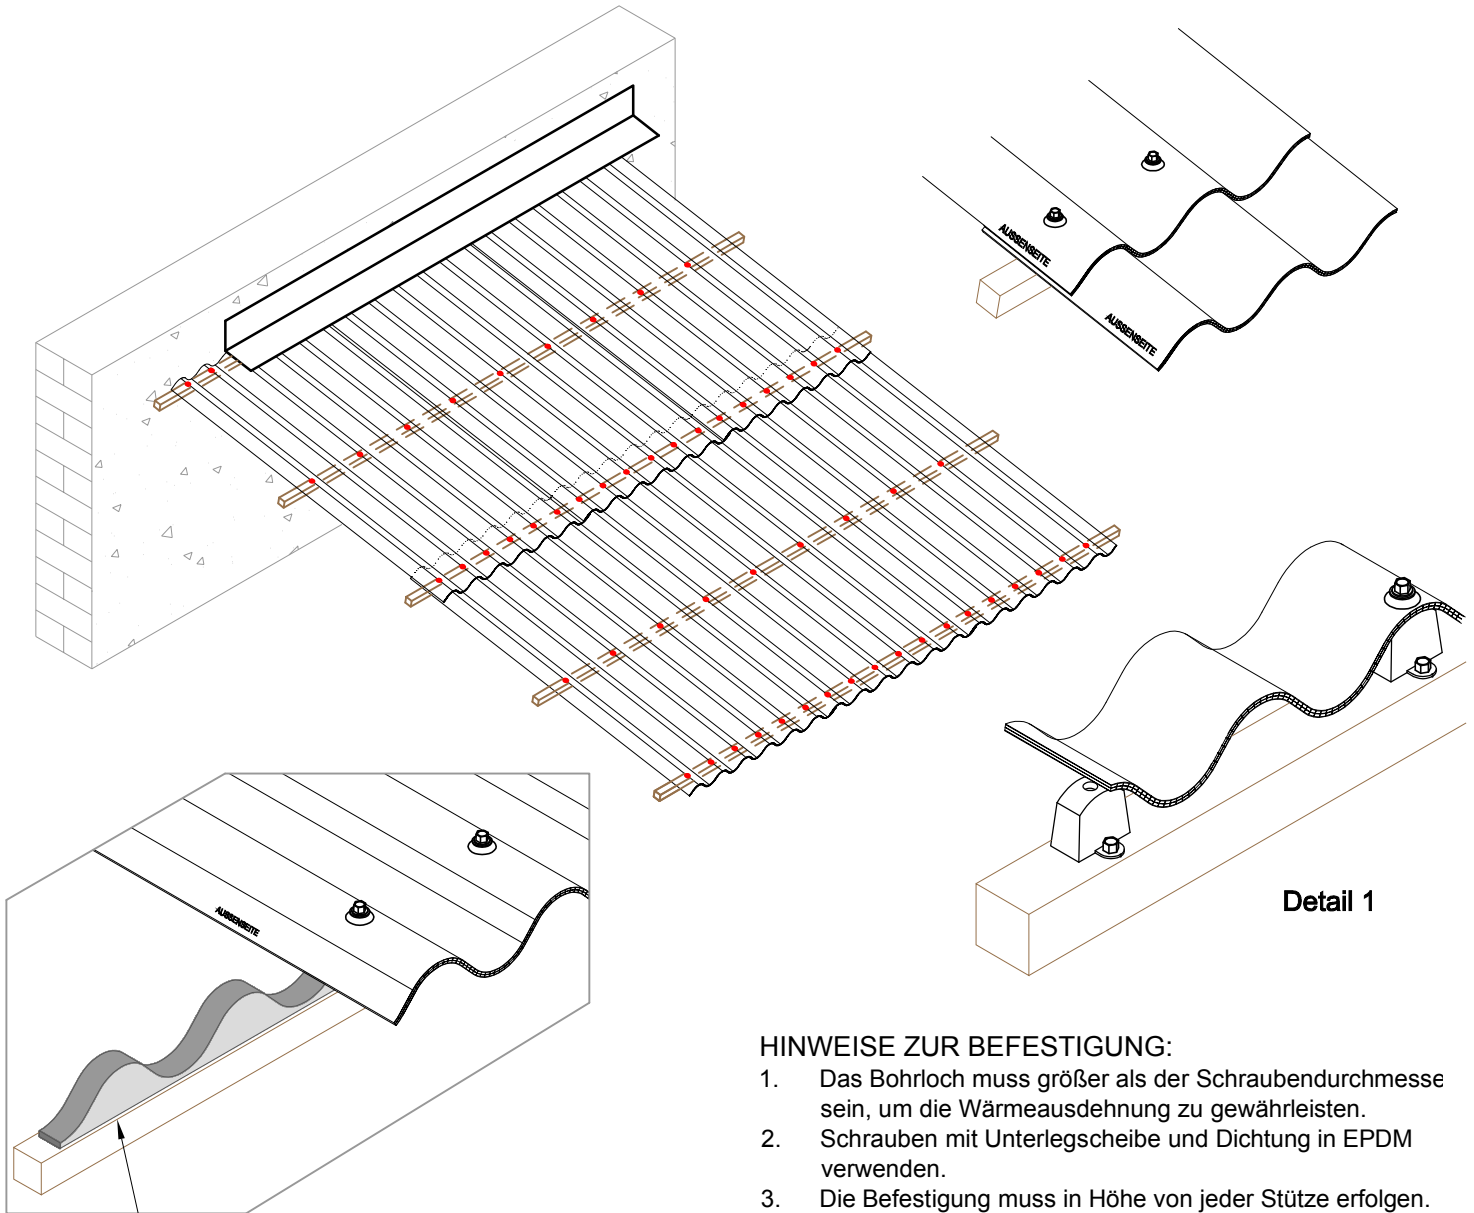 AUSSENSEITE
AUSSENSEITE
AUSSENSEITE
Detail 1
HINWEISE ZUR BEFESTIGUNG:
1. Das Bohrloch muss größer als der Schraubendurchmesse
sein, um die Wärmeausdehnung zu gewährleisten.
2. Schrauben mit Unterlegscheibe und Dichtung in EPDM
verwenden.
3. Die Befestigung muss in Höhe von jeder Stütze erfolgen.